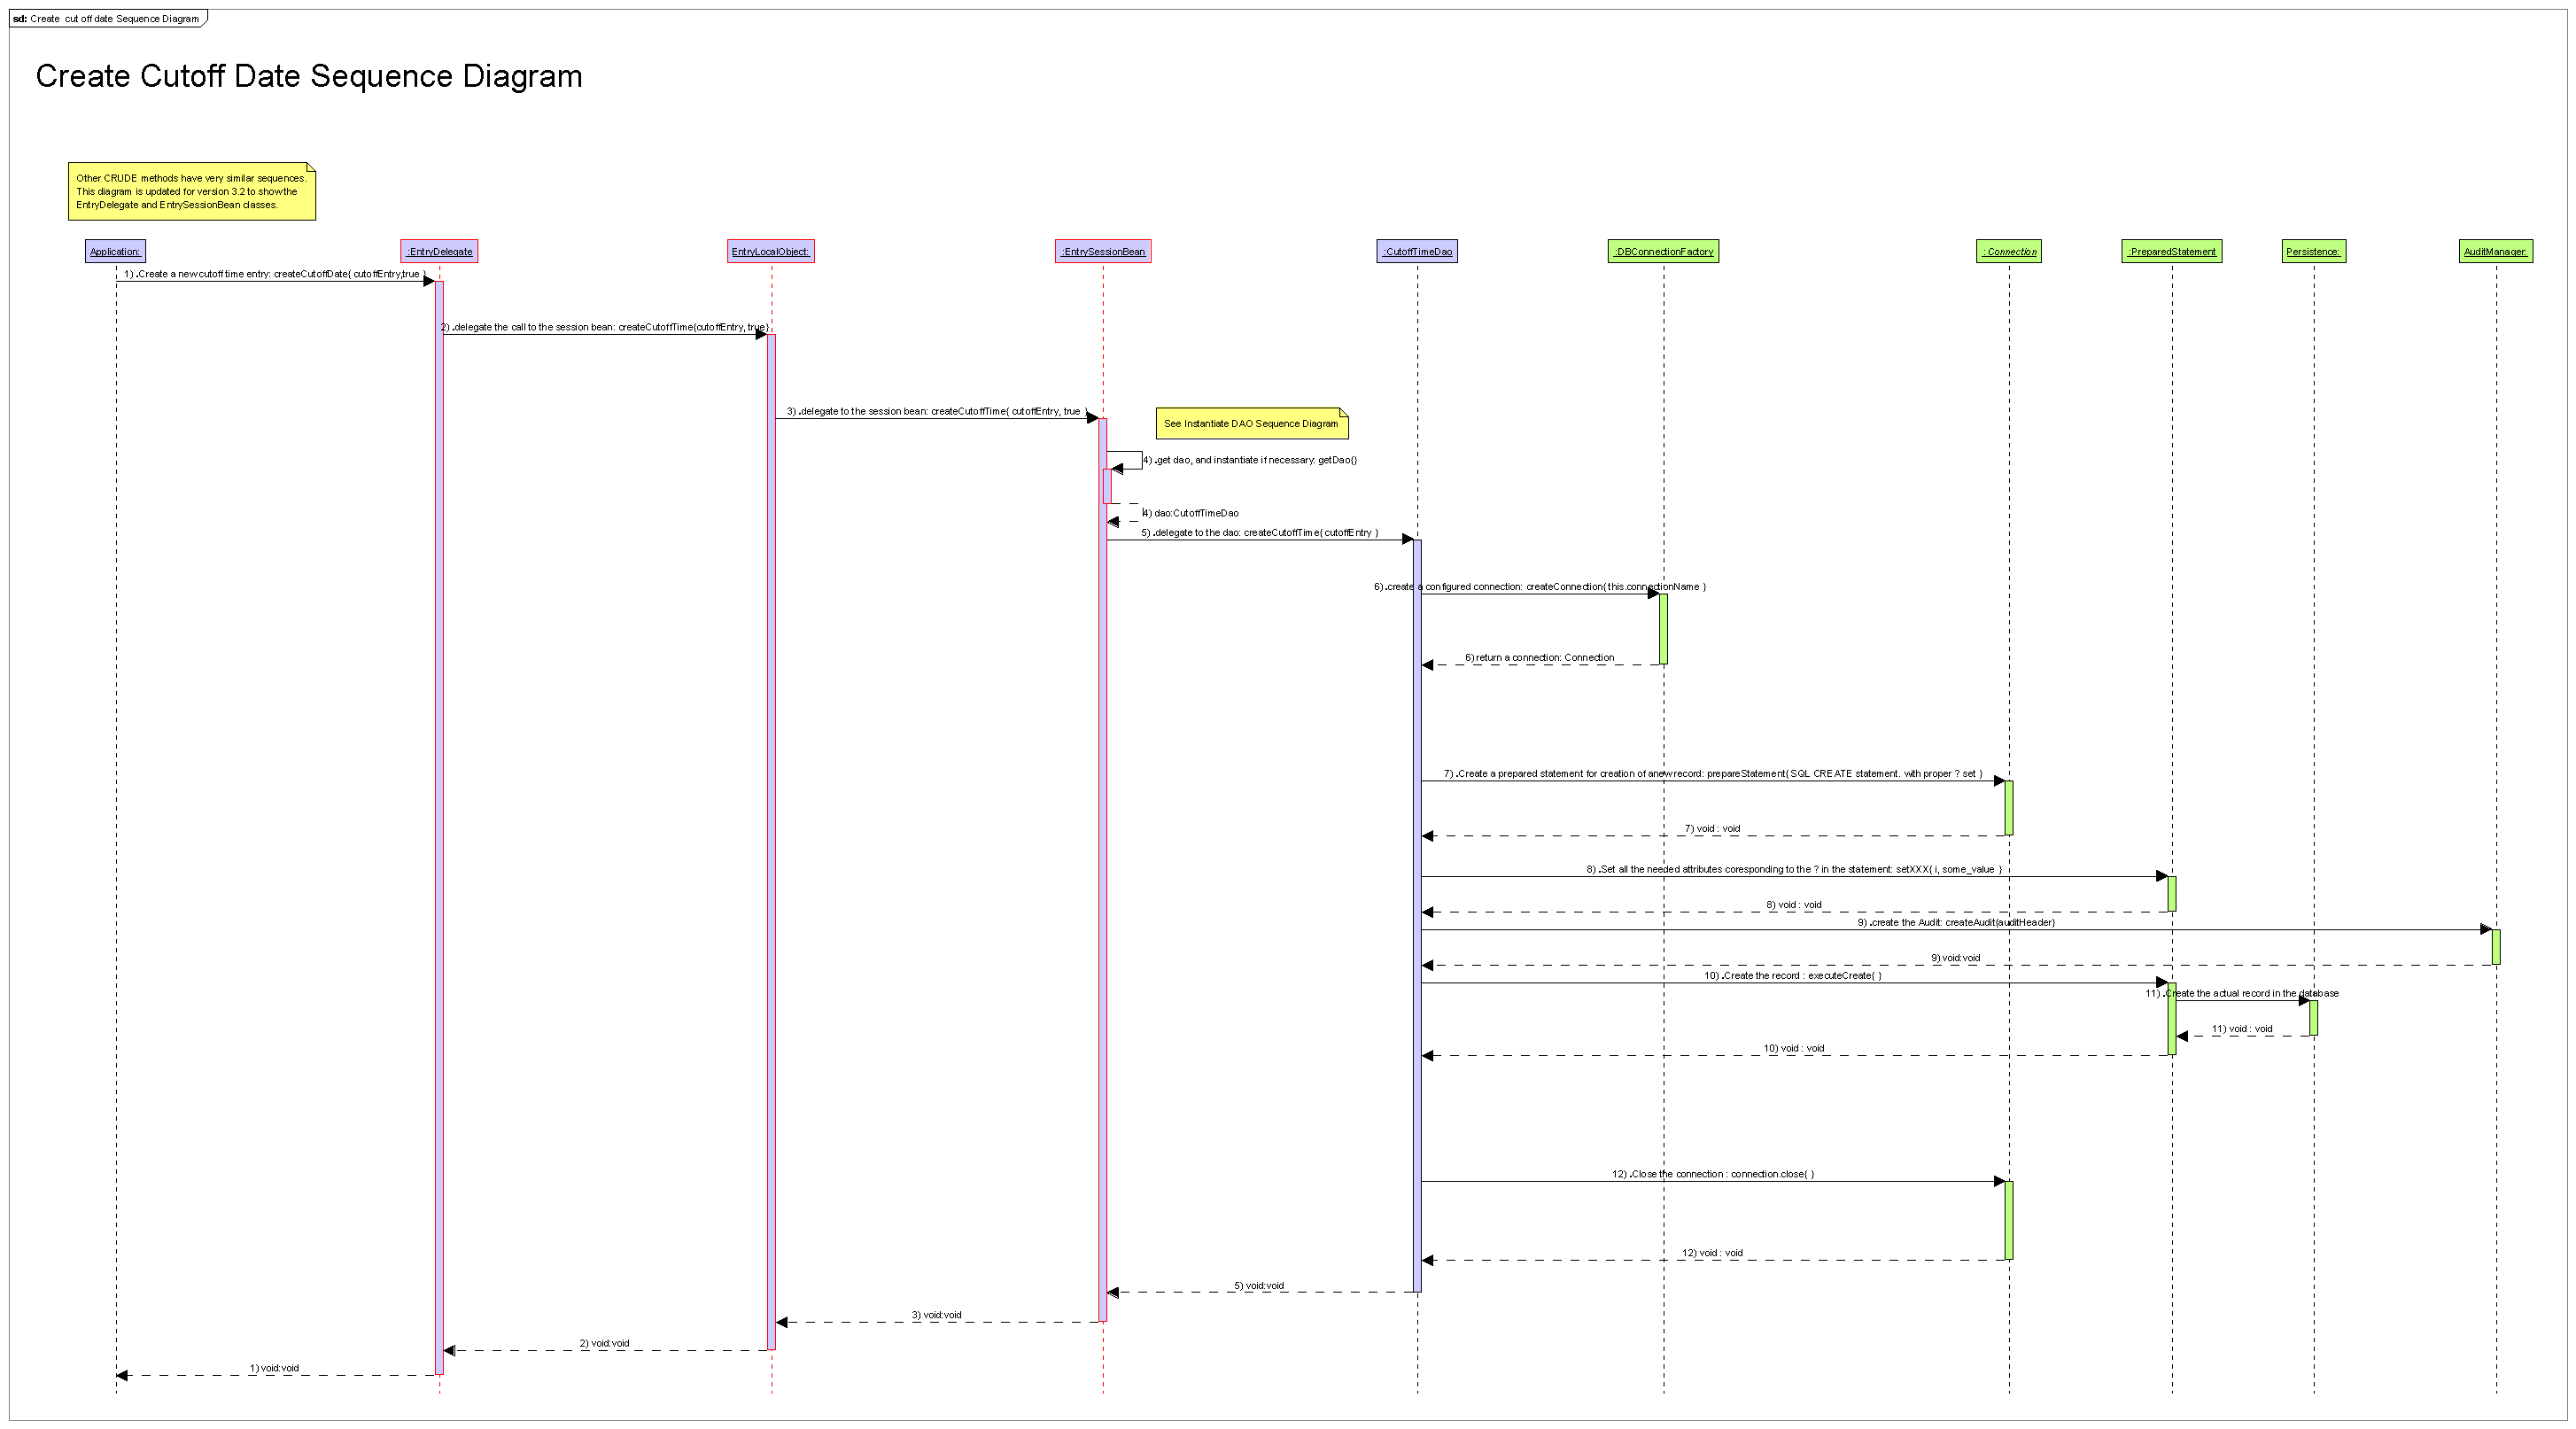 sd: Create cut off date Sequence Diagram
Create Cutoff Date Sequence Diagram
Other CRUDE methods have very similar sequences.
This diagram is updated for version 3.2 to show the
EntryDelegate and EntrySessionBean classes.
Application:
:EntryDelegate
EntryLocalObject:
:EntrySessionBean
:CutoffTimeDao
:DBConnectionFactory
: Connection
:PreparedStatement
Persistence:
AuditManager:
1) .Create a new cutoff time entry: createCutoffDate( cutoffEntry,true )
2) .delegate the call to the session bean: createCutoffTime(cutoffEntry, true)
3) .delegate to the session bean: createCutoffTime( cutoffEntry, true )
See Instantiate DAO Sequence Diagram
4) .get dao, and instantiate if necessary: getDao()
4) dao:CutoffTimeDao
5) .delegate to the dao: createCutoffTime( cutoffEntry )
6) .create a configured connection: createConnection( this.connectionName )
6) return a connection: Connection
7) .Create a prepared statement for creation of anew record: prepareStatement( SQL CREATE statement. with proper ? set )
7) void : void
8) .Set all the needed attributes coresponding to the ? in the statement: setXXX( i, some_value )
8) void : void
9) .create the Audit: createAudit(auditHeader)
9) void:void
10) .Create the record : executeCreate( )
11) .Create the actual record in the database
11) void : void
10) void : void
12) .Close the connection : connection.close( )
12) void : void
5) void:void
3) void:void
2) void:void
1) void:void